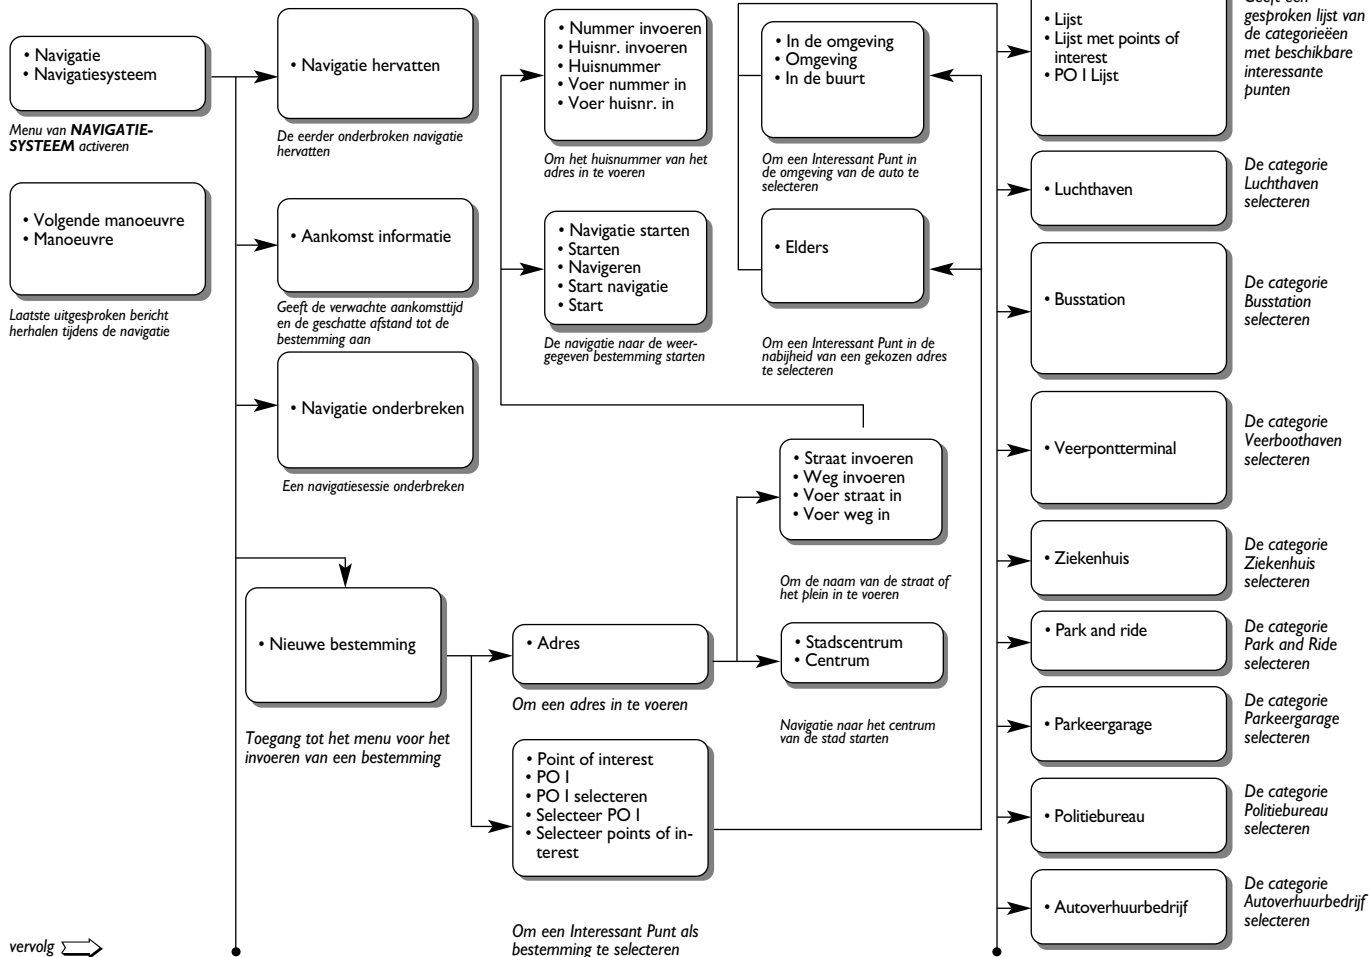 • Navigatie
• Navigatiesysteem
Menu van NAVIGATIE-
SYSTEEM activeren
• Volgende manoeuvre
• Manoeuvre
Laatste uitgesproken bericht
herhalen tijdens de navigatie
• Navigatie hervatten
De eerder onderbroken navigatie
hervatten
• Aankomst informatie
Geeft de verwachte aankomsttijd
en de geschatte afstand tot de
bestemming aan
• Navigatie onderbreken
Een navigatiesessie onderbreken
• Nieuwe bestemming
Toegang tot het menu voor het
invoeren van een bestemming
• Nummer invoeren
• Huisnr. invoeren
• Huisnummer
• Voer nummer in
• Voer huisnr. in
Om het huisnummer van het
adres in te voeren
• Navigatie starten
• Starten
• Navigeren
• Start navigatie
• Start
De navigatie naar de weer-
gegeven bestemming starten
• Adres
Om een adres in te voeren
• Point of interest
• PO I
• PO I selecteren
• Selecteer PO I
• Selecteer points of in-
terest
Om een Interessant Punt als
bestemming te selecteren
• In de omgeving
• Omgeving
• In de buurt
Om een Interessant Punt in
de omgeving van de auto te
selecteren
• Elders
Om een Interessant Punt in de
nabijheid van een gekozen adres
te selecteren
• Straat invoeren
• Weg invoeren
• Voer straat in
• Voer weg in
Om de naam van de straat of
het plein in te voeren
• Stadscentrum
• Centrum
Navigatie naar het centrum
van de stad starten
• Lijst
• Lijst met points of
interest
• PO I Lijst
Geeft een
gesproken lijst van
de categorieën
met beschikbare
interessante
punten
• Luchthaven
De categorie
Luchthaven
selecteren
• Busstation
De categorie
Busstation
selecteren
• Veerpontterminal
De categorie
Veerboothaven
selecteren
• Ziekenhuis
De categorie
Ziekenhuis
selecteren
• Park and ride
De categorie
Park and Ride
selecteren
• Parkeergarage
De categorie
Parkeergarage
selecteren
• Politiebureau
De categorie
Politiebureau
selecteren
• Autoverhuurbedrijf
De categorie
Autoverhuurbedrijf
selecteren
vervolg